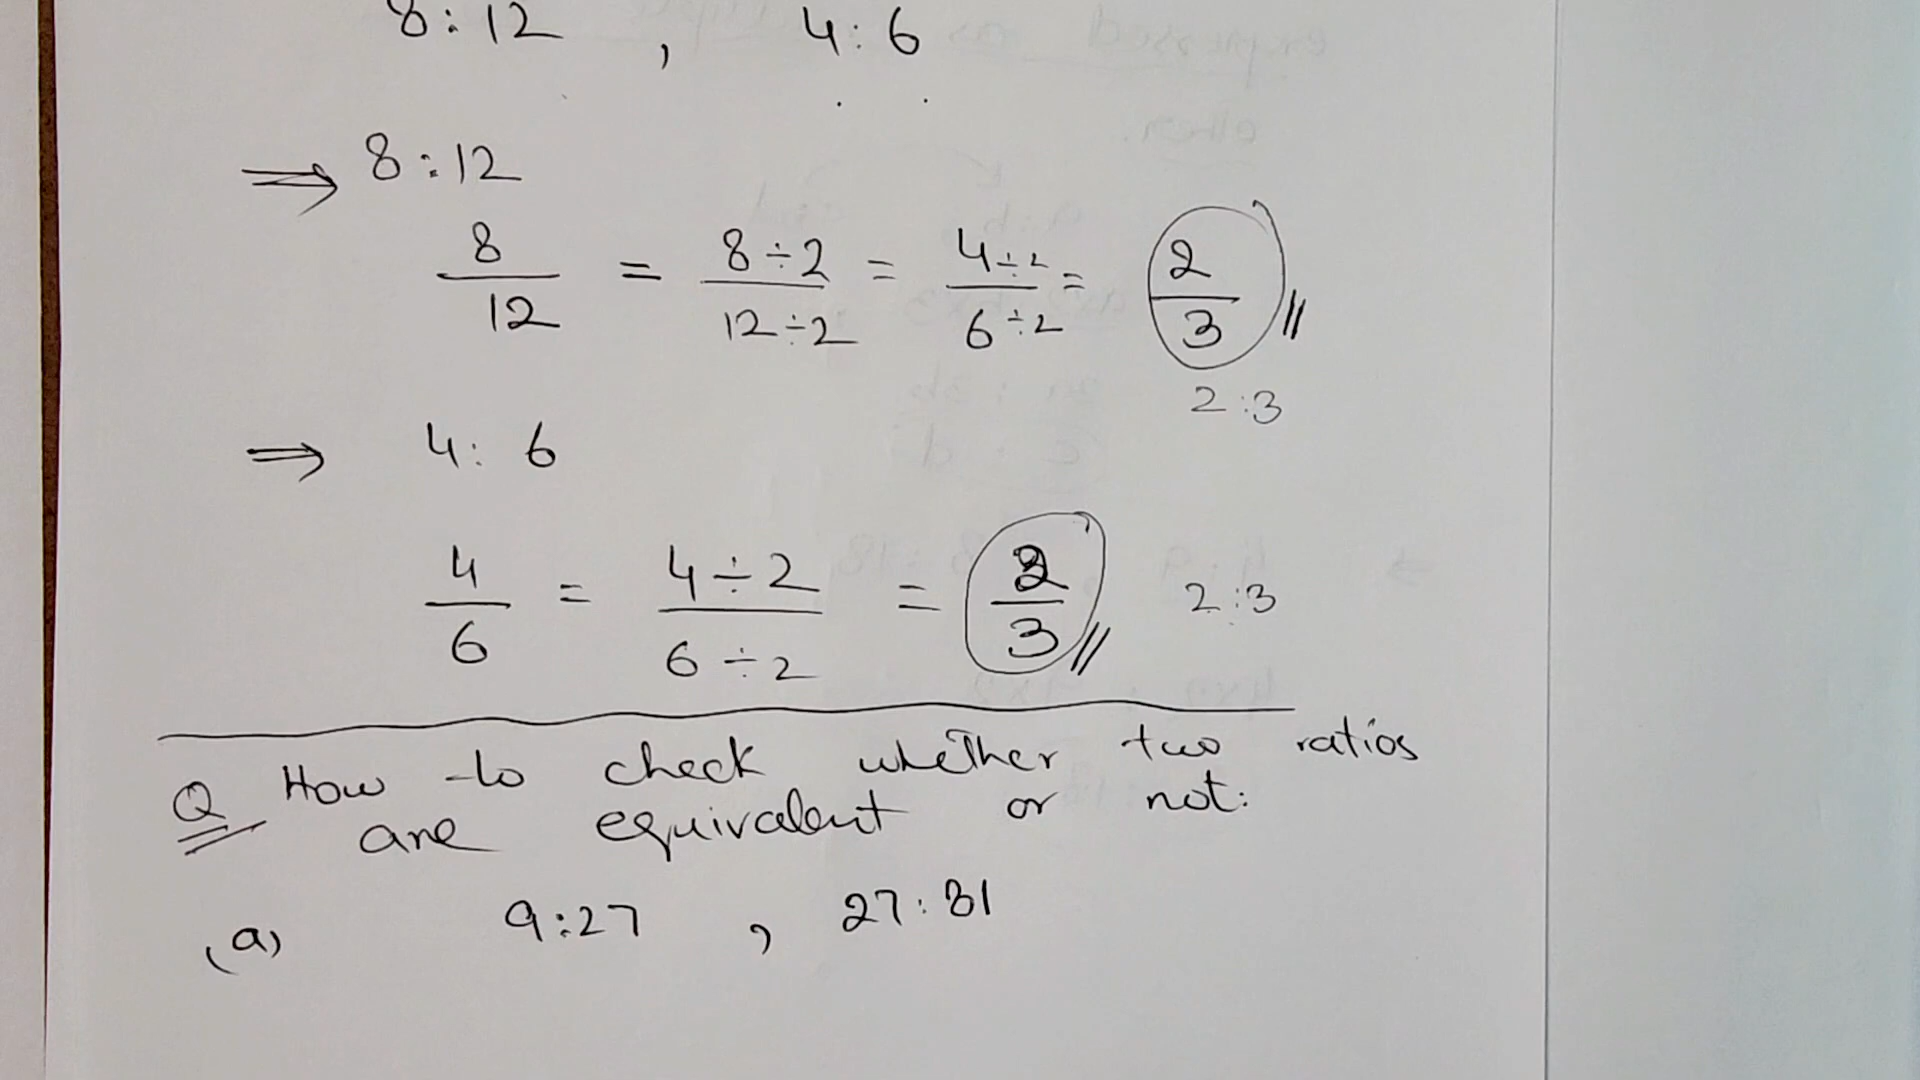 8:12 , 4:6
⇒ 8:12
8/12 = 8÷2/12÷2 = 4÷2/6÷2 = 2/3 //
2:3
⇒ 4:6
4/6 = 4÷2/6÷2 = 2/3 // 2:3
Q How to check whether two ratios
are equivalent or not:
(a) 9:27 , 27:81